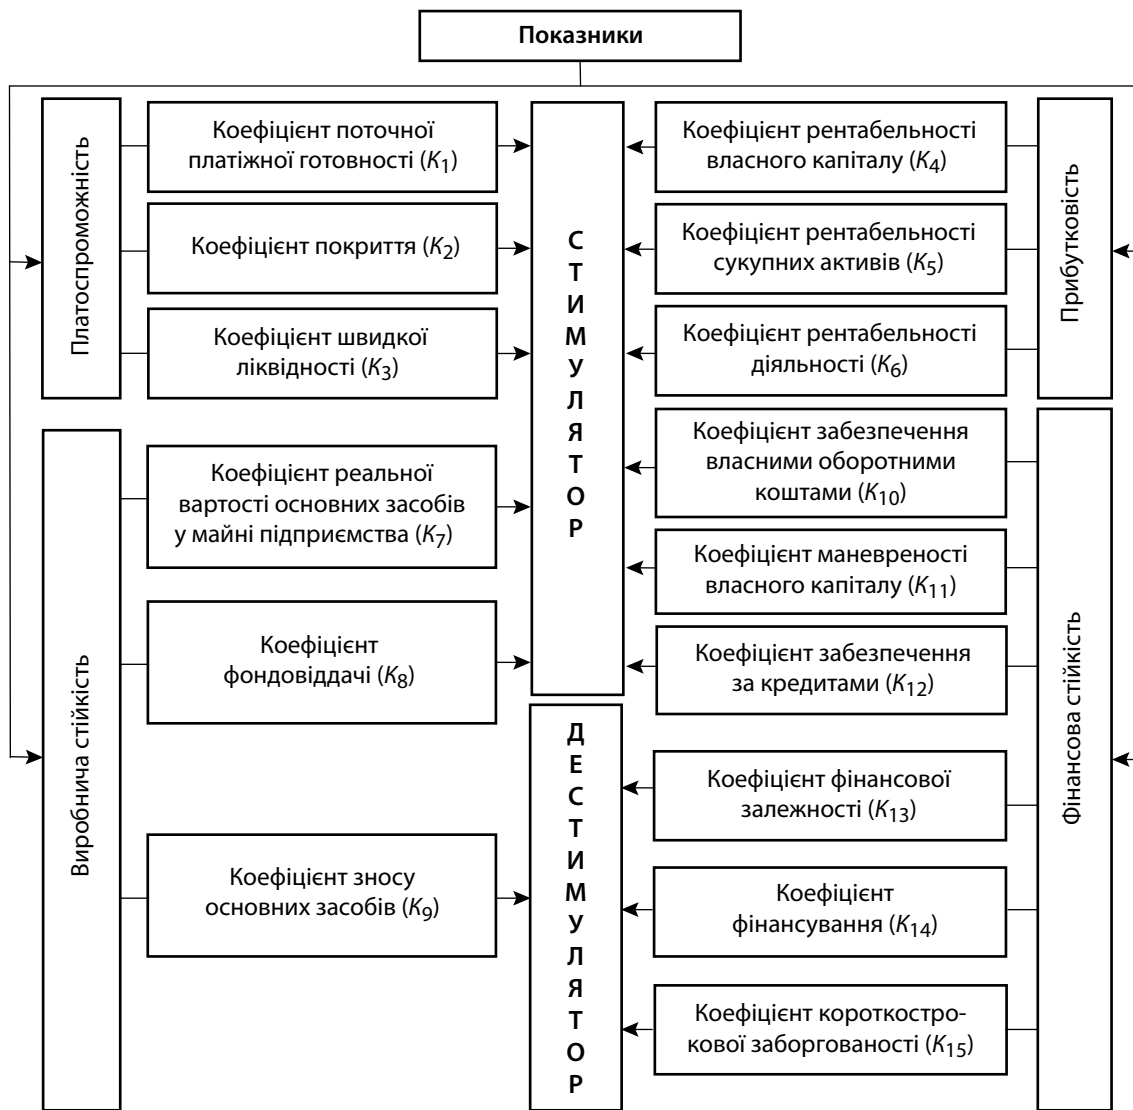 Показники
Платоспроможність
Коефіцієнт поточної
платіжної готовності (K1)
Коефіцієнт покриття (K2)
Коефіцієнт швидкої
ліквідності (K3)
Виробнича стійкість
Коефіцієнт реальної
вартості основних засобів
у майні підприємства (K7)
Коефіцієнт
фондовіддачі (K8)
Коефіцієнт зносу
основних засобів (K9)
СТИМУЛЯТОР
ДЕСТИМУЛЯТОР
Коефіцієнт рентабельності
власного капіталу (K4)
Коефіцієнт рентабельності
сукупних активів (K5)
Коефіцієнт рентабельності
діяльності (K6)
Прибутковість
Коефіцієнт забезпечення
власними оборотними
коштами (K10)
Коефіцієнт маневреності
власного капіталу (K11)
Коефіцієнт забезпечення
за кредитами (K12)
Коефіцієнт фінансової
залежності (K13)
Коефіцієнт
фінансування (K14)
Коефіцієнт короткостро-
кової заборгованості (K15)
Фінансова стійкість